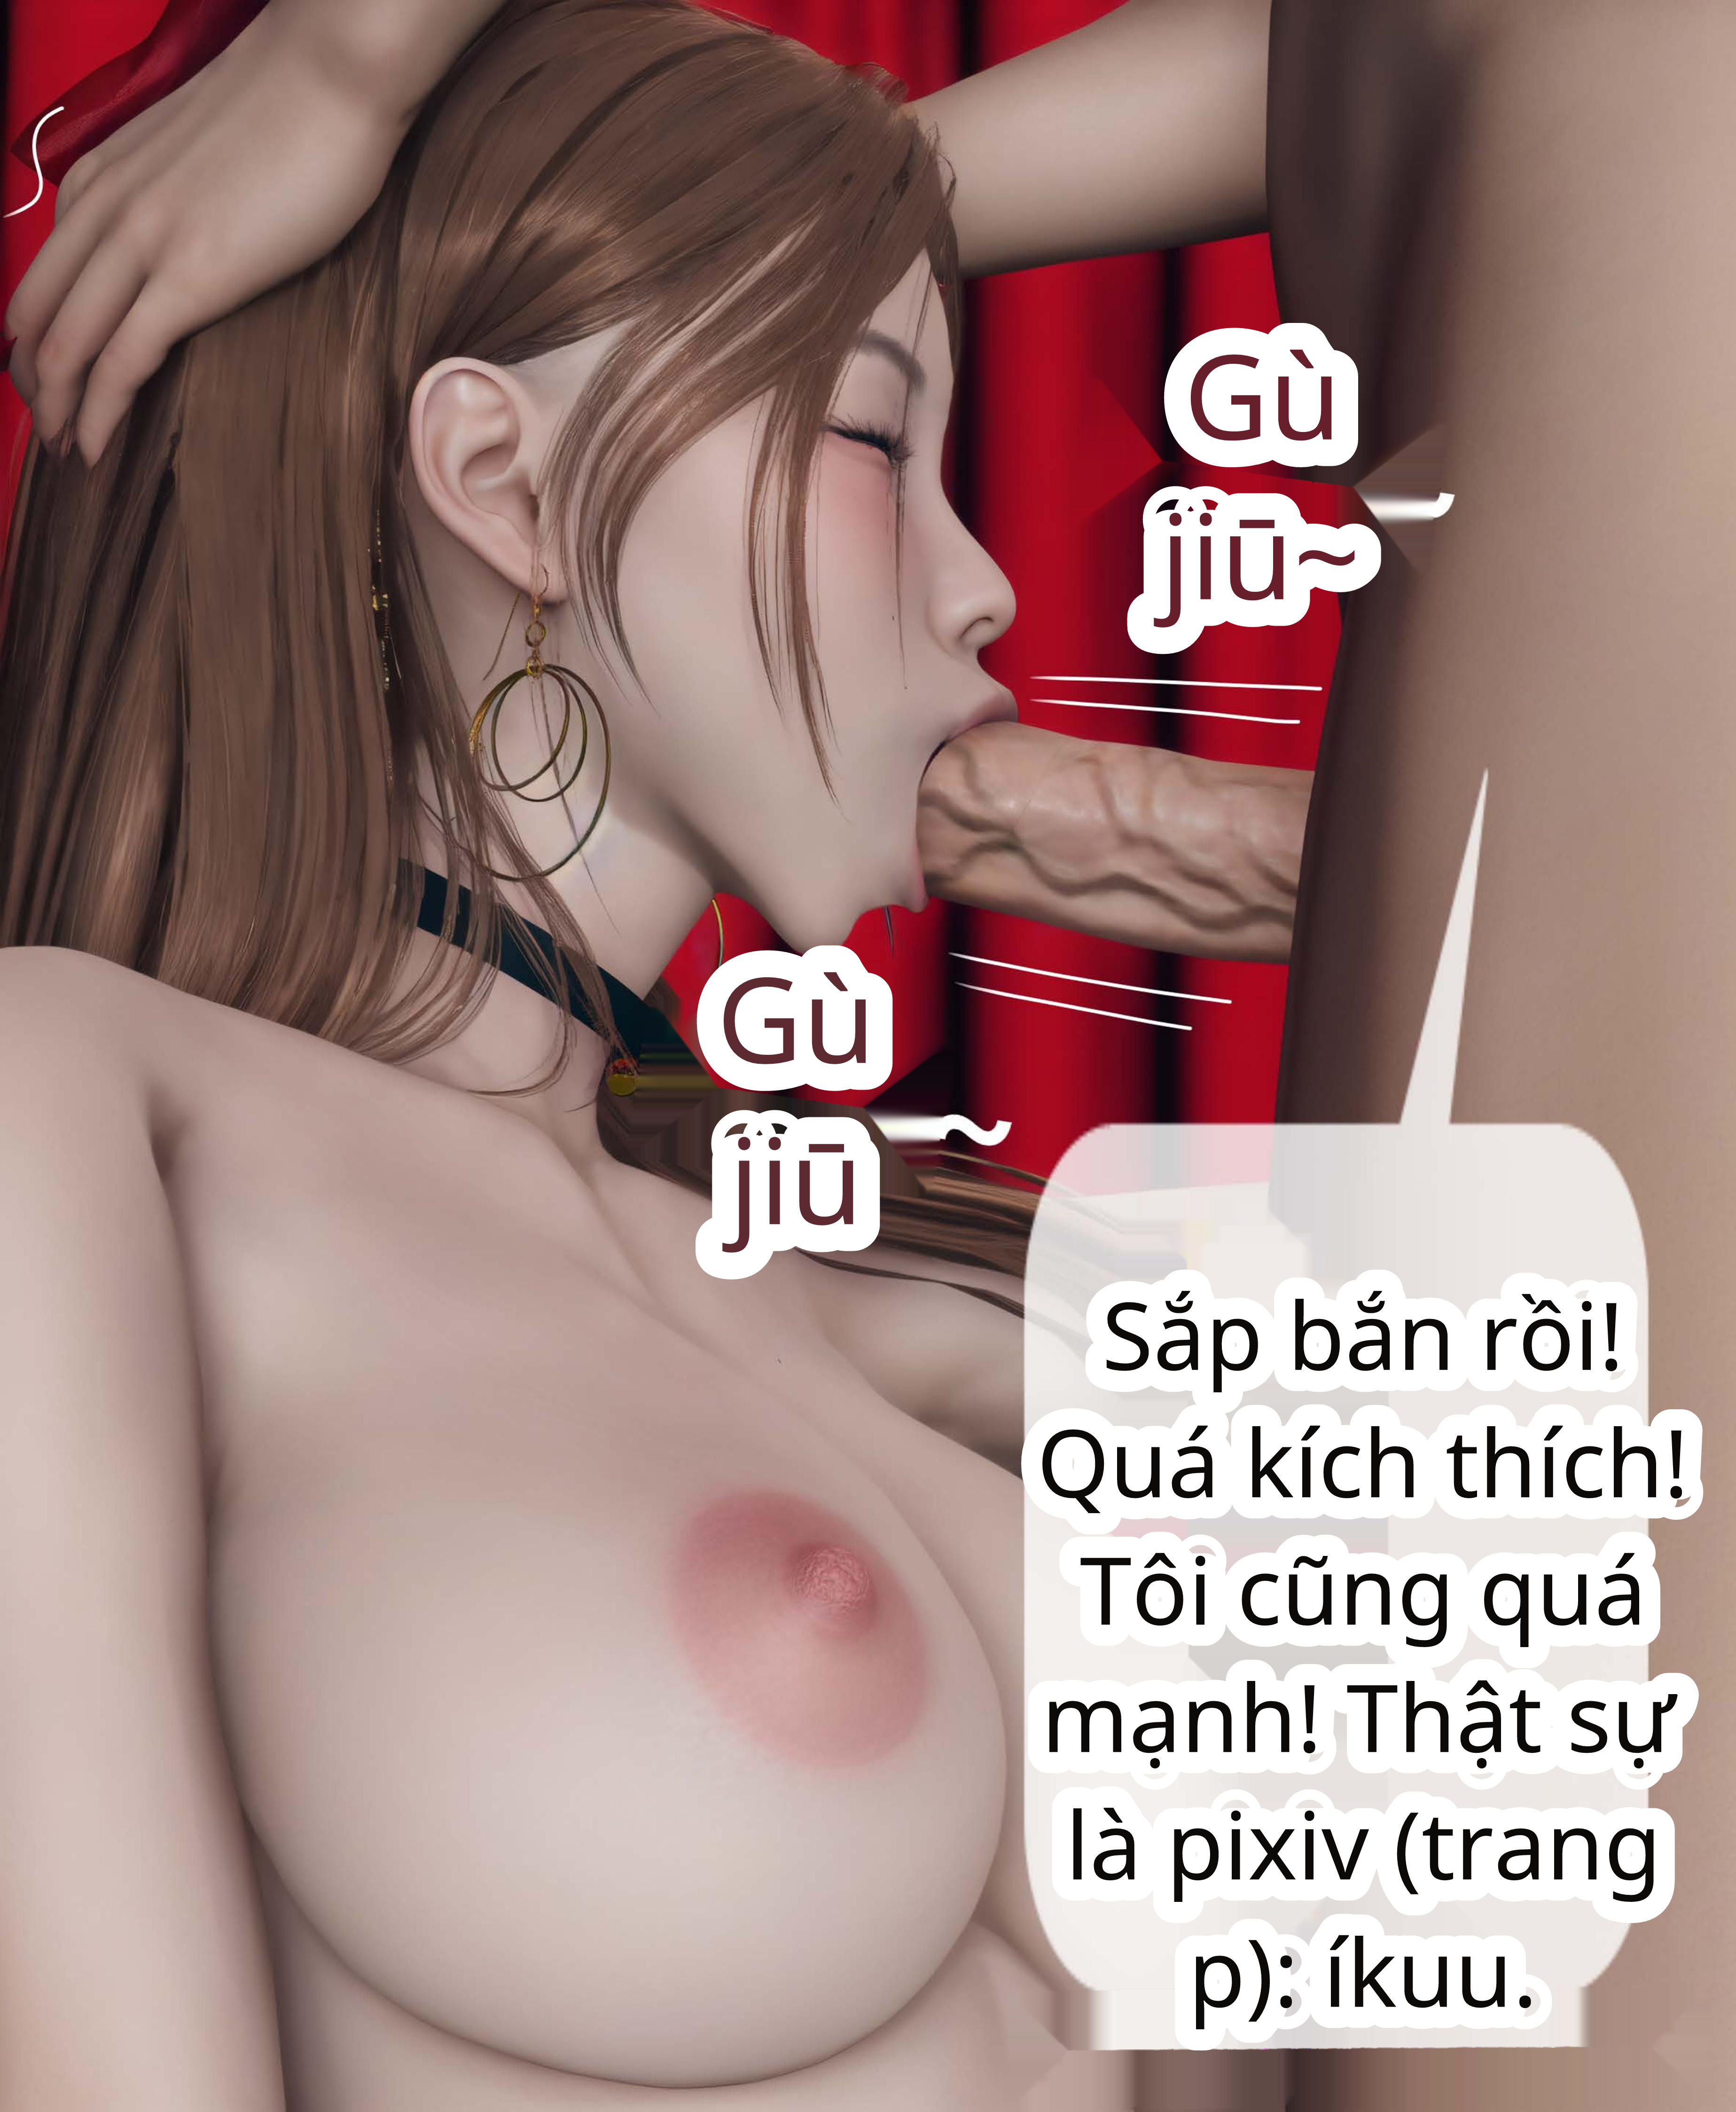 Gù
jiū~
Gù
jiū~
Sắp bắn rồi!
Quá kích thích!
Tôi cũng quá
mạnh! Thật sự
là pixiv (trang
p): íkuu.